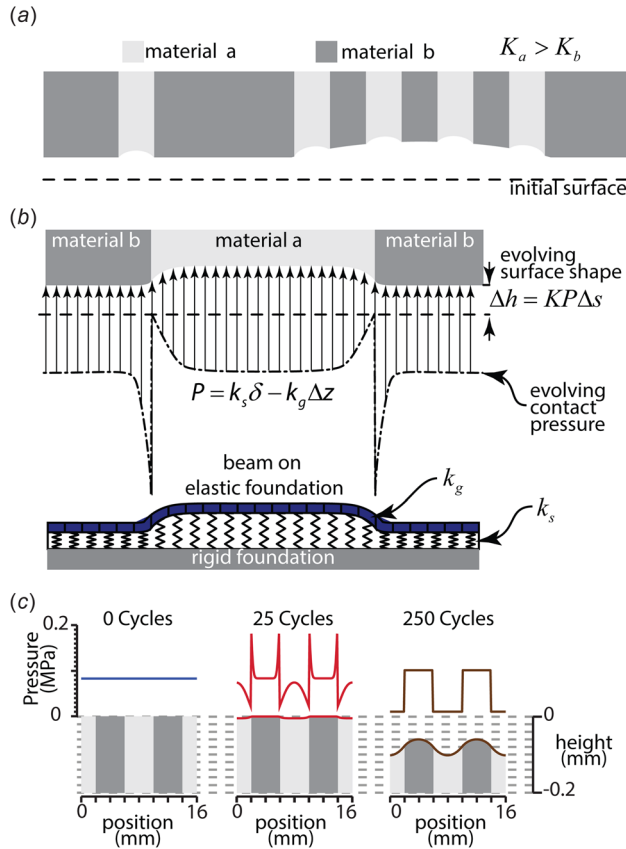 (a)
material a
material b
K_a > K_b
initial surface
(b)
material b
material a
material b
evolving
surface shape
Δh = KPΔs
P = k_sδ − k_gΔz
evolving
contact
pressure
beam on
elastic foundation
k_g
k_s
rigid foundation
(c)
0 Cycles
25 Cycles
250 Cycles
0.2
Pressure
(MPa)
0
0
height
(mm)
-0.2
0 16
position
(mm)
0 16
position
(mm)
0 16
position
(mm)